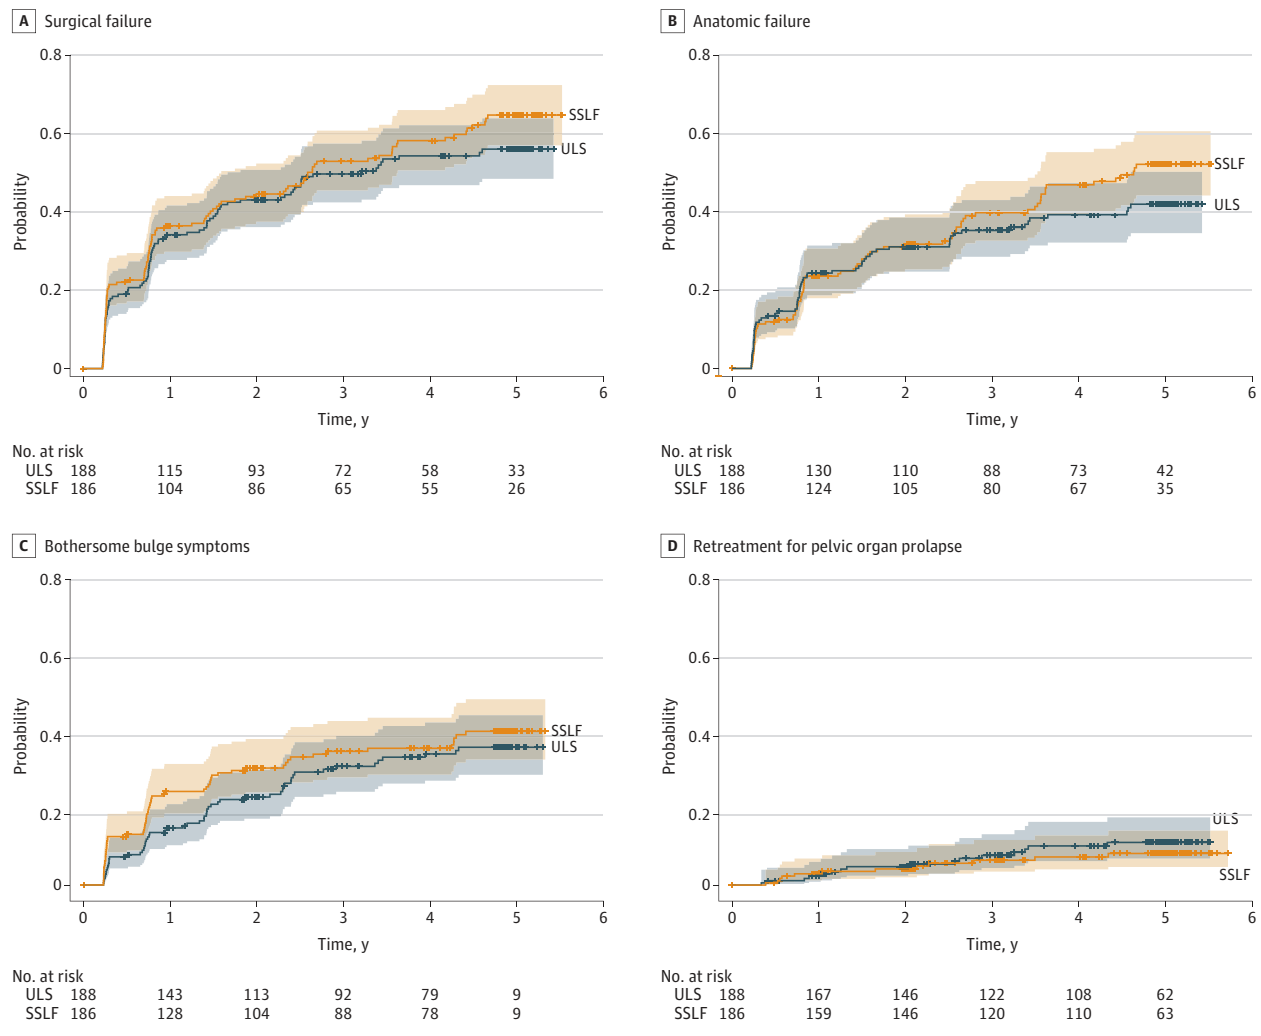 A Surgical failure
0.8
0.6
0.4
0.2
0
Probability
SSLF
ULS
0 1 2 3 4 5 6
Time, y
No. at risk
ULS 188 115 93 72 58 33
SSLF 186 104 86 65 55 26
B Anatomic failure
0.8
0.6
0.4
0.2
0
Probability
SSLF
ULS
0 1 2 3 4 5 6
Time, y
No. at risk
ULS 188 130 110 88 73 42
SSLF 186 124 105 80 67 35
C Bothersome bulge symptoms
0.8
0.6
0.4
0.2
0
Probability
SSLF
ULS
0 1 2 3 4 5 6
Time, y
No. at risk
ULS 188 143 113 92 79 9
SSLF 186 128 104 88 78 9
D Retreatment for pelvic organ prolapse
0.8
0.6
0.4
0.2
0
Probability
ULS
SSLF
0 1 2 3 4 5 6
Time, y
No. at risk
ULS 188 167 146 122 108 62
SSLF 186 159 146 120 110 63